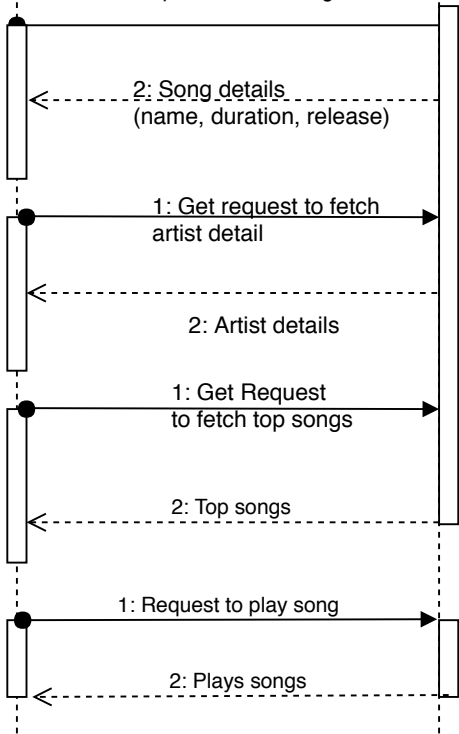 2: Song details
(name, duration, release)
1: Get request to fetch
artist detail
2: Artist details
1: Get Request
to fetch top songs
2: Top songs
1: Request to play song
2: Plays songs